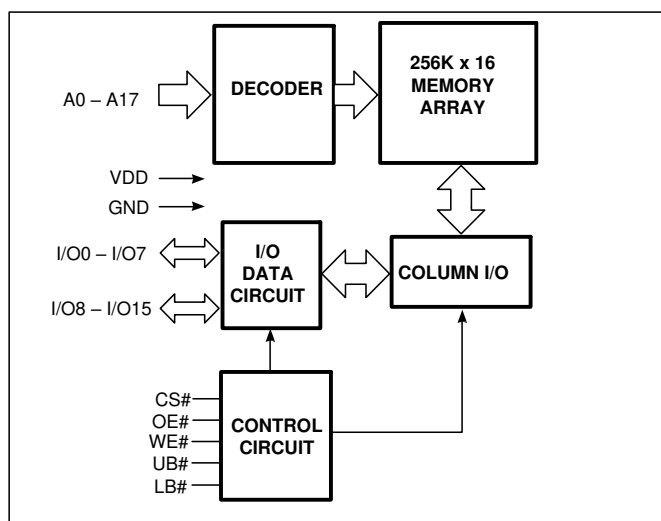 A0 – A17
DECODER
256K x 16
MEMORY
ARRAY
VDD
GND
I/O0 – I/O7
I/O8 – I/O15
I/O
DATA
CIRCUIT
COLUMN I/O
CS#
OE#
WE#
UB#
LB#
CONTROL
CIRCUIT